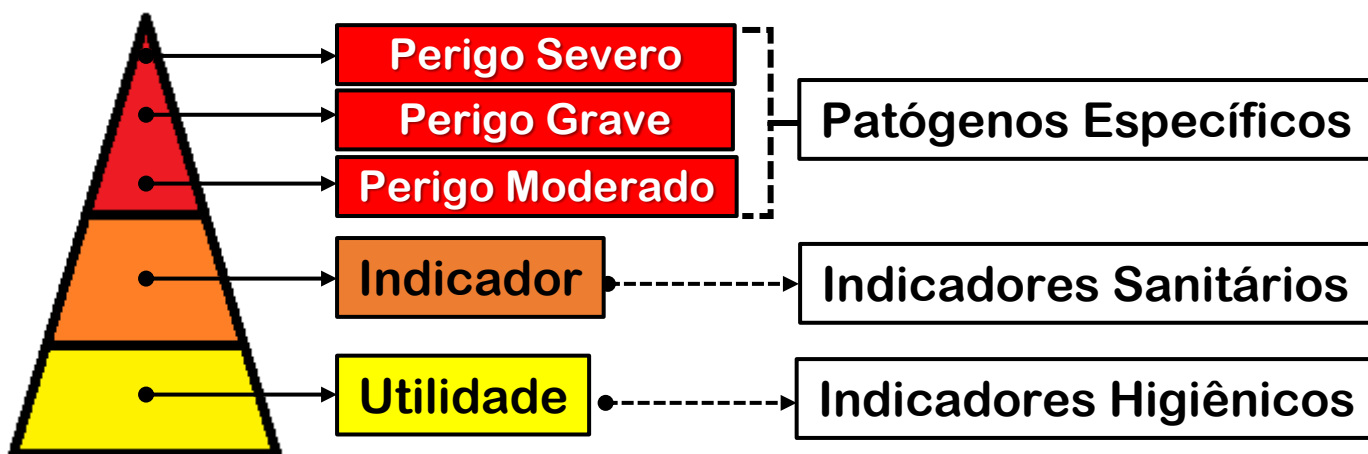 Perigo Severo
Perigo Grave
Perigo Moderado
Patógenos Específicos
Indicador
Indicadores Sanitários
Utilidade
Indicadores Higiênicos